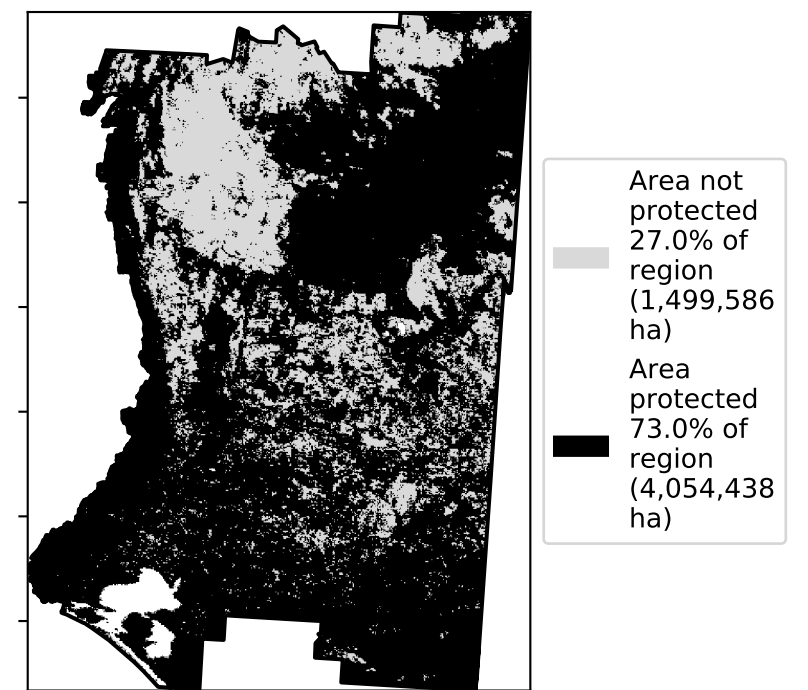 Area not
protected
27.0% of
region
(1,499,586
ha)
Area
protected
73.0% of
region
(4,054,438
ha)